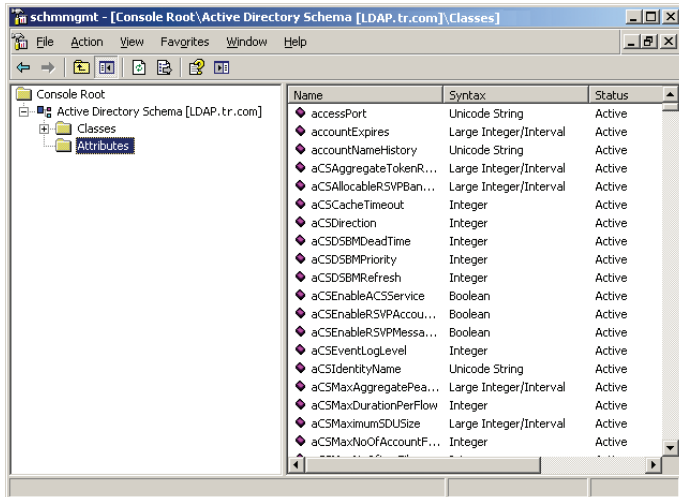 schmmgmt - [Console Root\Active Directory Schema [LDAP.tr.com]\Classes]
File Action View Favorites Window Help
Console Root
Active Directory Schema [LDAP.tr.com]
Classes
Attributes
Name Syntax Status
accessPort Unicode String Active
accountExpires Large Integer/Interval Active
accountNameHistory Unicode String Active
aCSAggregateTokenR... Large Integer/Interval Active
aCSAllocableRSVPBan... Large Integer/Interval Active
aCSCacheTimeout Integer Active
aCSDirection Integer Active
aCSDSBMDeadTime Integer Active
aCSDSBMPriority Integer Active
aCSDSBMRefresh Integer Active
aCSEnableACSService Boolean Active
aCSEnableRSVPAccou... Boolean Active
aCSEnableRSVPMessa... Boolean Active
aCSEventLogLevel Integer Active
aCSIdentityName Unicode String Active
aCSMaxAggregatePea... Large Integer/Interval Active
aCSMaxDurationPerFlow Integer Active
aCSMaximumSDUSize Large Integer/Interval Active
aCSMaxNoOfAccountF... Integer Active